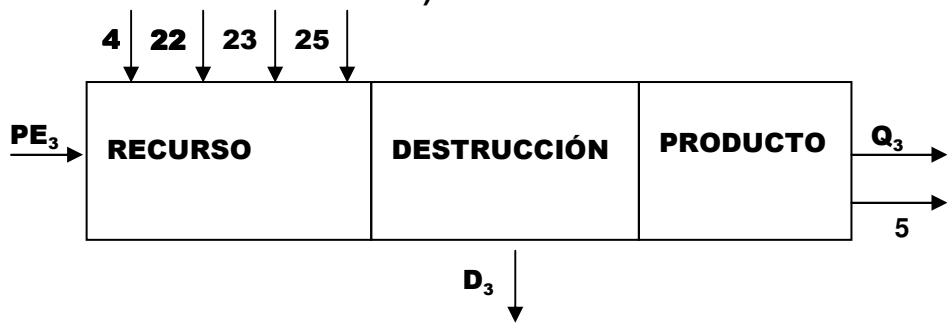 4 22 23 25
PE₃ RECURSO DESTRUCCIÓN PRODUCTO Q₃
5
D₃